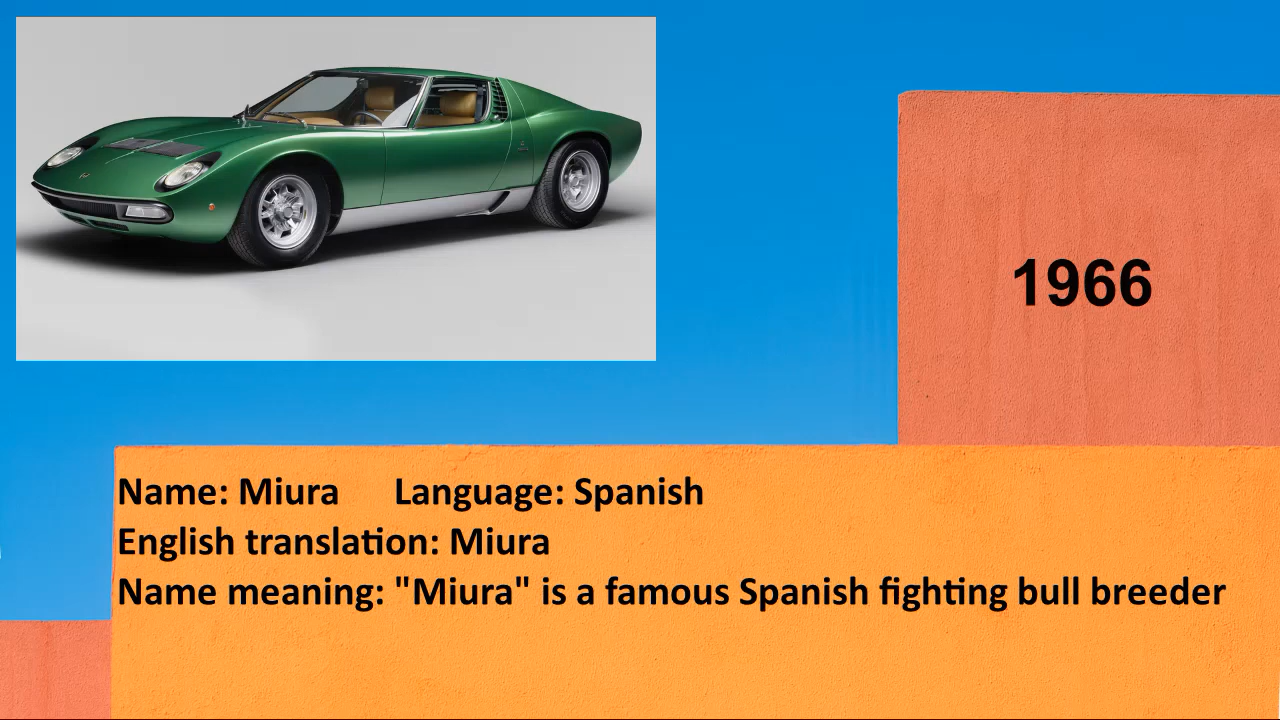 1966
Name: Miura Language: Spanish
English translation: Miura
Name meaning: "Miura" is a famous Spanish fighting bull breeder